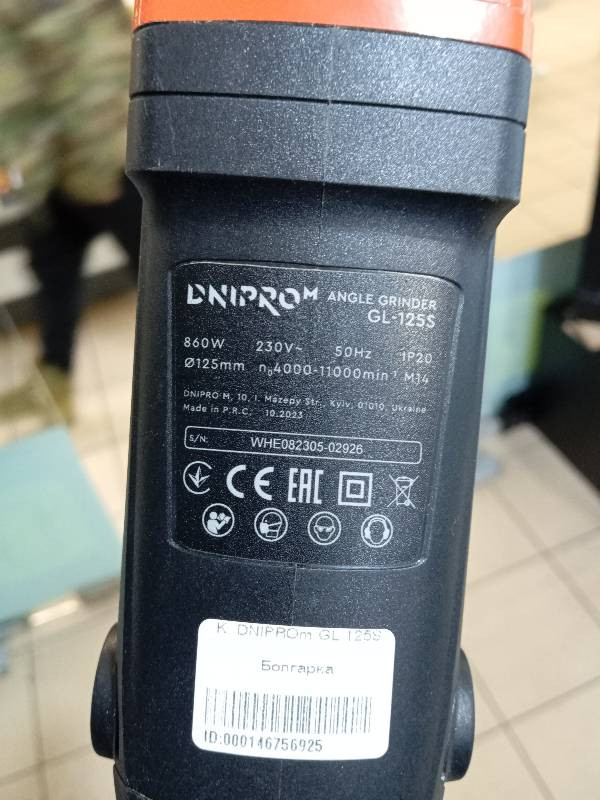 DNIPRO M ANGLE GRINDER
GL-125S
860W 230V~ 50Hz IP20
Ø125mm n₀4000-11000min⁻¹ M14
DNIPRO M, 10, I. Mazepy Str., Kyiv, 01010, Ukraine
Made in P.R.C. 10.2023
S/N: WHE082305-02926
CE EAC
K. DNIPROm GL 125S
Болгарка
ID:000146756925